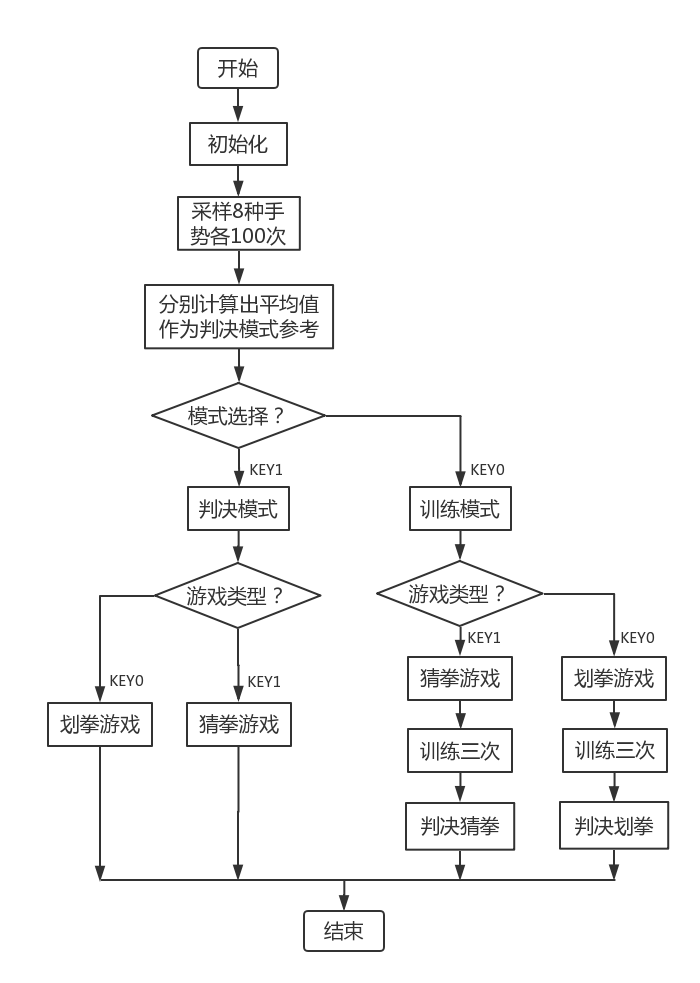 开始
初始化
采样8种手
势各100次
分别计算出平均值
作为判决模式参考
模式选择？
KEY1
KEY0
判决模式
训练模式
游戏类型？
游戏类型？
KEY1
KEY0
KEY0
KEY1
猜拳游戏
划拳游戏
划拳游戏
猜拳游戏
训练三次
训练三次
判决猜拳
判决划拳
结束